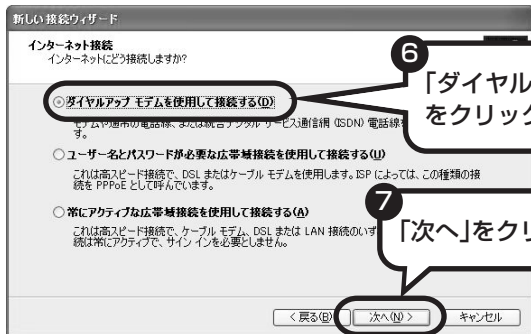 新しい接続ウィザード
インターネット接続
インターネットにどう接続しますか?
6
「ダイヤル
をクリック
ダイヤルアップ モデムを使用して接続する(D)
モデムや通常の電話線、または統合デジタル サービス通信網 (ISDN) 電話線を
す。
ユーザー名とパスワードが必要な広帯域接続を使用して接続する(U)
これは高スピード接続で、DSL またはケーブル モデムを使用します。ISP によっては、この種類の接
続を PPPoE として呼んでいます。
常にアクティブな広帯域接続を使用して接続する(A)
これは高スピード接続で、ケーブル モデム、DSL または LAN 接続のいず
続は常にアクティブで、サイン インを必要としません。
7
「次へ」をクリ
< 戻る(B)
次へ(N) >
キャンセル